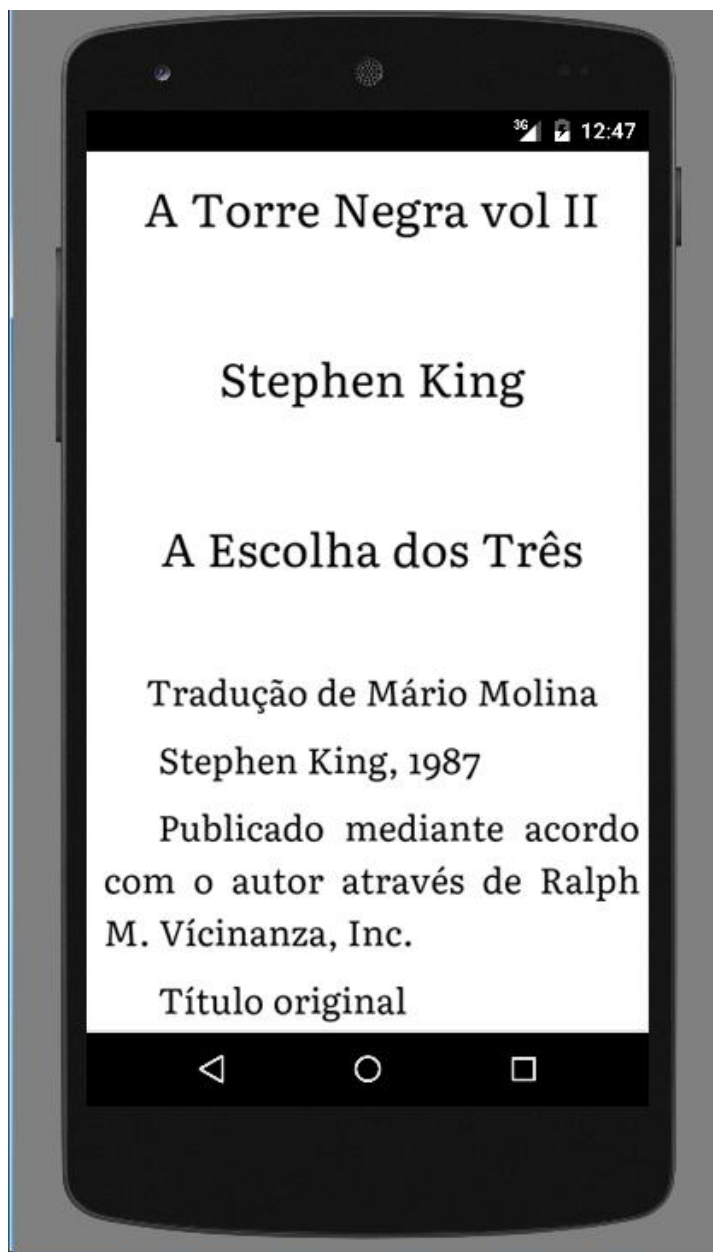 3G 12:47
A Torre Negra vol II
Stephen King
A Escolha dos Três
Tradução de Mário Molina
Stephen King, 1987
Publicado mediante acordo
com o autor através de Ralph
M. Vícinanza, Inc.
Título original